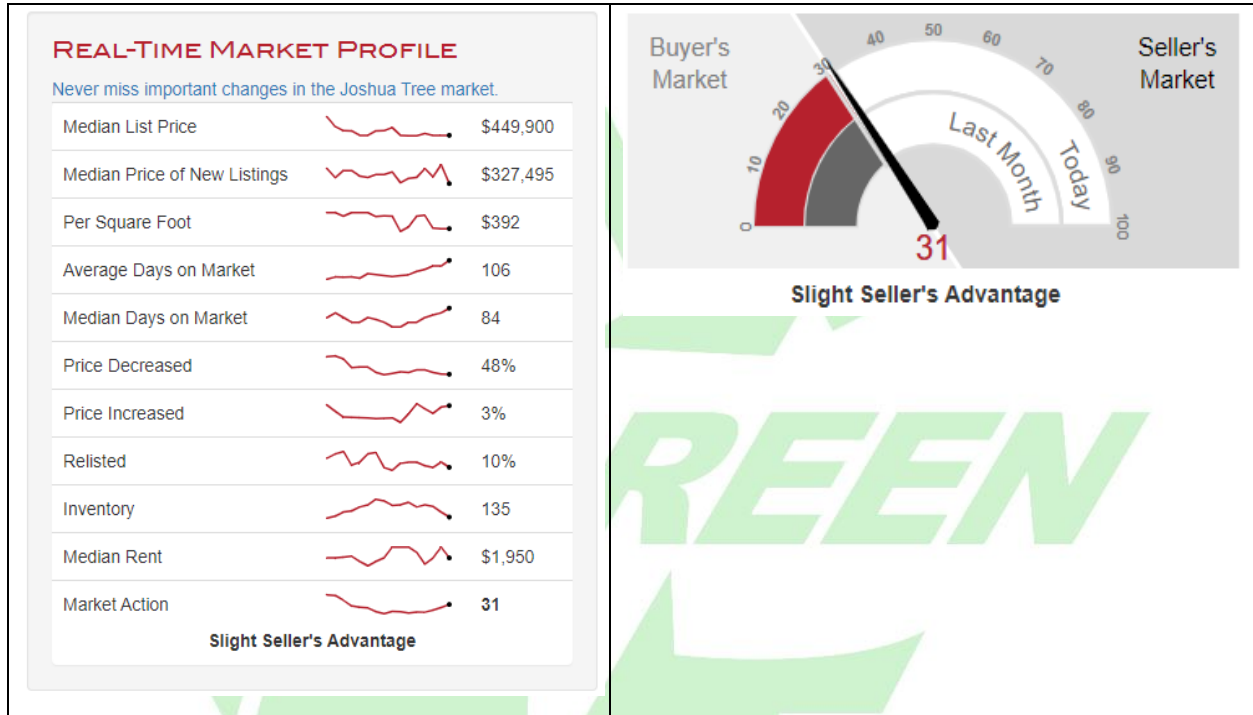 REAL-TIME MARKET PROFILE
Never miss important changes in the Joshua Tree market.
Median List Price $449,900
Median Price of New Listings $327,495
Per Square Foot $392
Average Days on Market 106
Median Days on Market 84
Price Decreased 48%
Price Increased 3%
Relisted 10%
Inventory 135
Median Rent $1,950
Market Action 31
Slight Seller's Advantage
Buyer's
Market
Seller's
Market
0
10
20
30
40
50
60
70
80
90
100
Last Month
Today
31
Slight Seller's Advantage
REEN